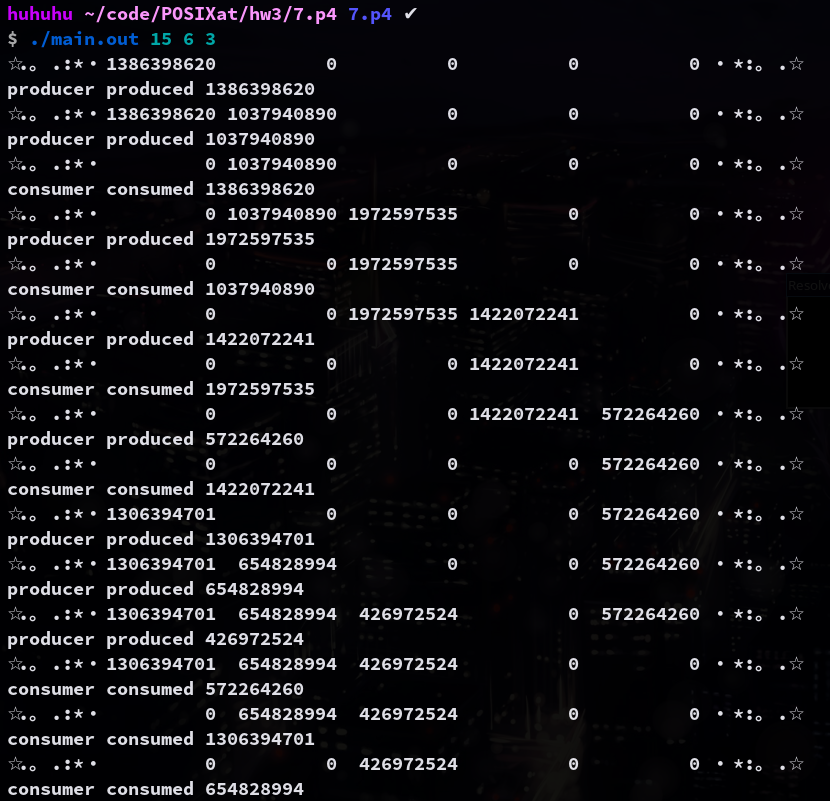 huhuhu ~/code/POSIXat/hw3/7.p4 7.p4 ✔
$ ./main.out 15 6 3
☆.。.:*・ 1386398620          0          0          0          0 ・*:。.☆
producer produced 1386398620
☆.。.:*・ 1386398620 1037940890          0          0          0 ・*:。.☆
producer produced 1037940890
☆.。.:*・          0 1037940890          0          0          0 ・*:。.☆
consumer consumed 1386398620
☆.。.:*・          0 1037940890 1972597535          0          0 ・*:。.☆
producer produced 1972597535
☆.。.:*・          0          0 1972597535          0          0 ・*:。.☆
consumer consumed 1037940890
☆.。.:*・          0          0 1972597535 1422072241          0 ・*:。.☆
producer produced 1422072241
☆.。.:*・          0          0          0 1422072241          0 ・*:。.☆
consumer consumed 1972597535
☆.。.:*・          0          0          0 1422072241  572264260 ・*:。.☆
producer produced 572264260
☆.。.:*・          0          0          0          0  572264260 ・*:。.☆
consumer consumed 1422072241
☆.。.:*・ 1306394701          0          0          0  572264260 ・*:。.☆
producer produced 1306394701
☆.。.:*・ 1306394701  654828994          0          0  572264260 ・*:。.☆
producer produced 654828994
☆.。.:*・ 1306394701  654828994  426972524          0  572264260 ・*:。.☆
producer produced 426972524
☆.。.:*・ 1306394701  654828994  426972524          0          0 ・*:。.☆
consumer consumed 572264260
☆.。.:*・          0  654828994  426972524          0          0 ・*:。.☆
consumer consumed 1306394701
☆.。.:*・          0          0  426972524          0          0 ・*:。.☆
consumer consumed 654828994